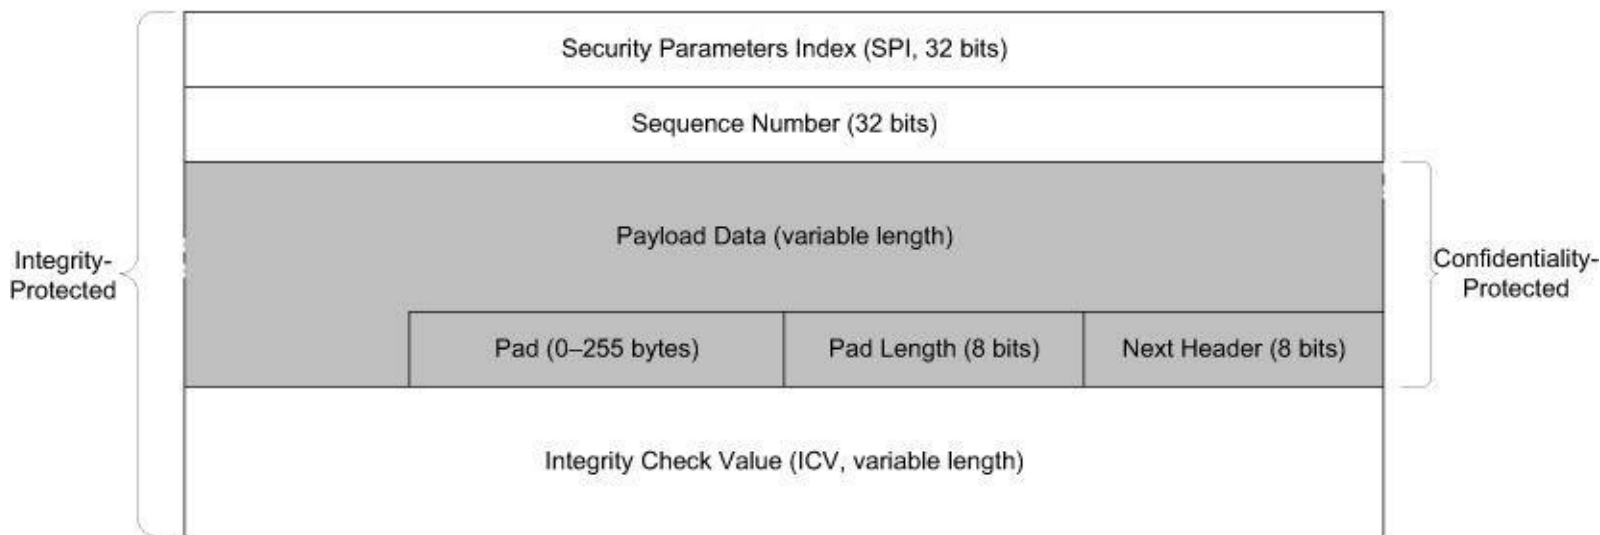 Security Parameters Index (SPI, 32 bits)
Sequence Number (32 bits)
Payload Data (variable length)
Integrity-
Protected
Confidentiality-
Protected
Pad (0–255 bytes)
Pad Length (8 bits)
Next Header (8 bits)
Integrity Check Value (ICV, variable length)